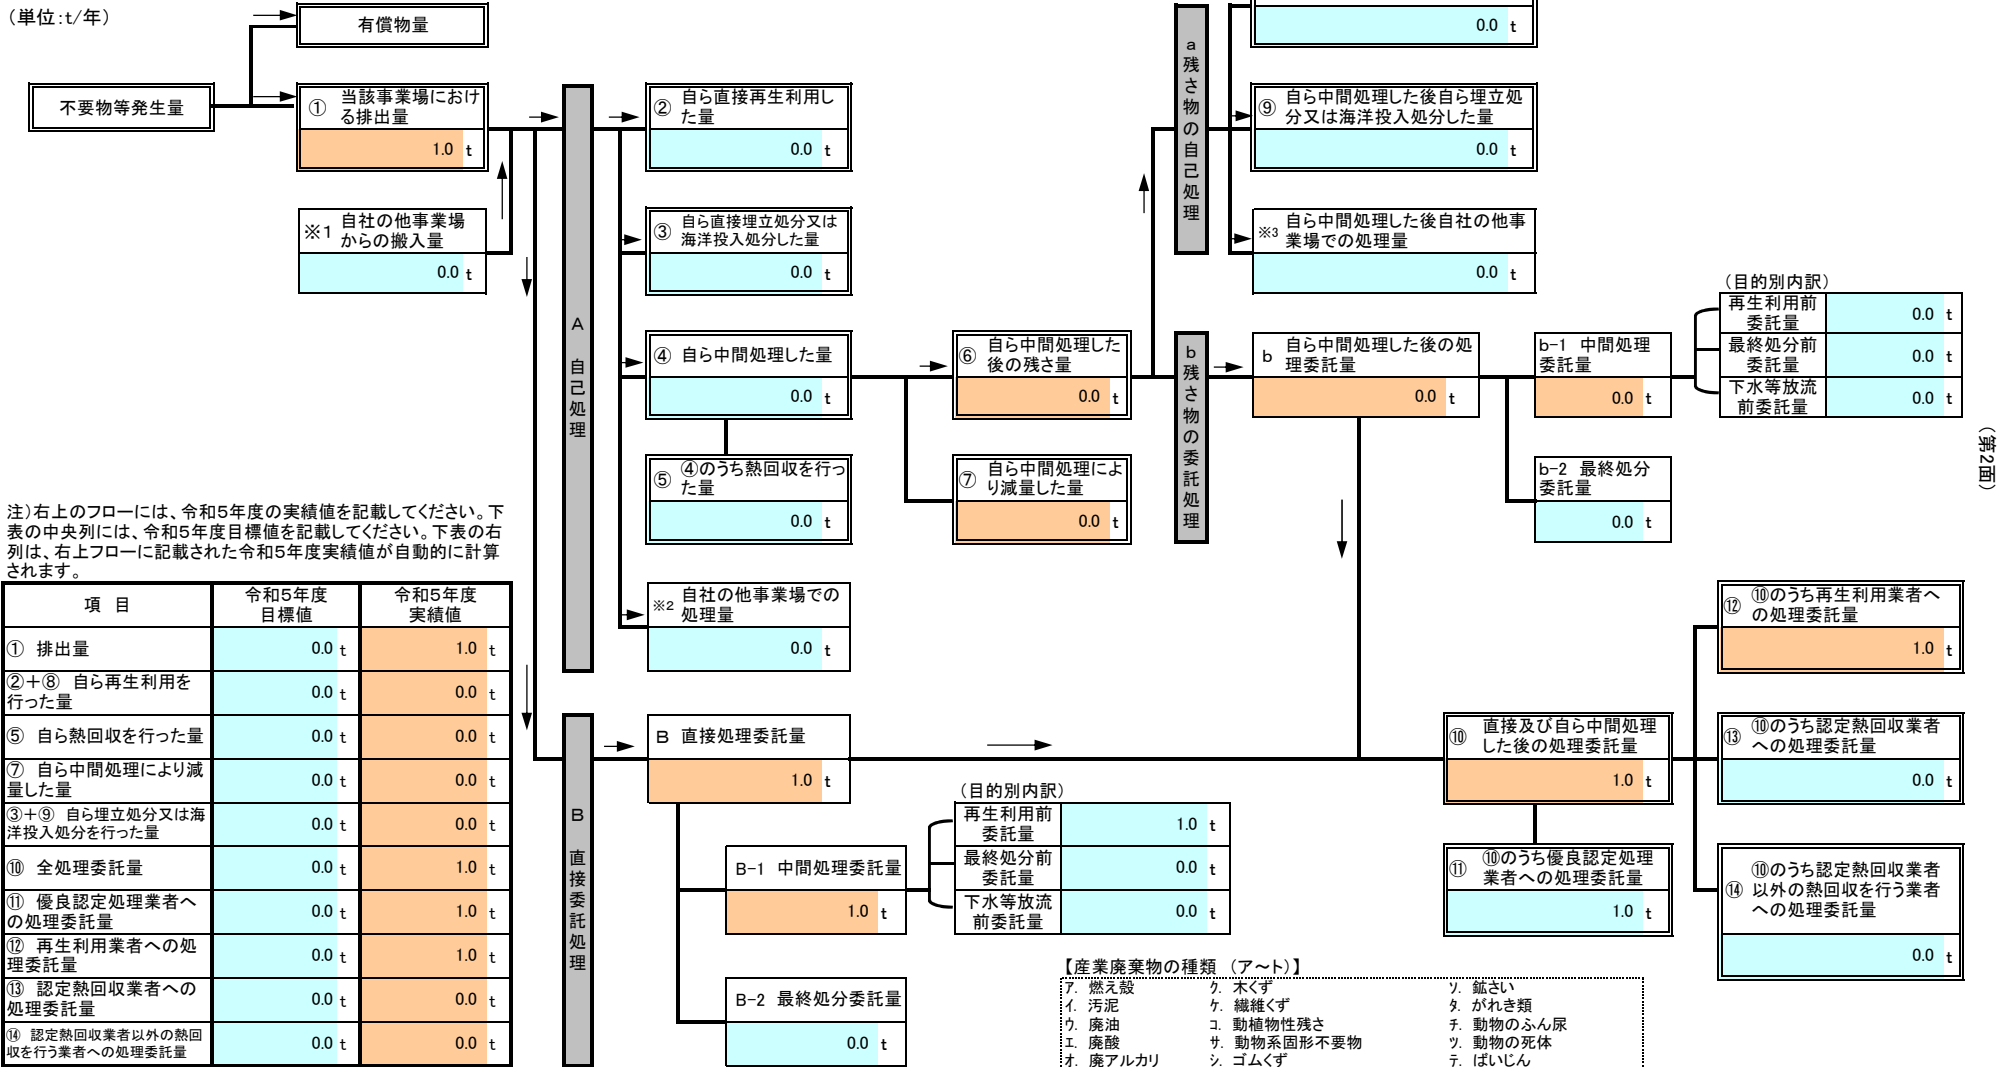 （単位：t/年）
有償物量
不要物等発生量
① 当該事業場におけ
る排出量
1.0 t
※1 自社の他事業場
からの搬入量
0.0 t
A 自己処理
② 自ら直接再生利用し
た量
0.0 t
③ 自ら直接埋立処分又は
海洋投入処分した量
0.0 t
④ 自ら中間処理した量
0.0 t
⑤ ④のうち熱回収を行っ
た量
0.0 t
※2 自社の他事業場での
処理量
0.0 t
⑥ 自ら中間処理した
後の残さ量
0.0 t
⑦ 自ら中間処理によ
り減量した量
0.0 t
a 残さ物の自己処理
0.0 t
⑨ 自ら中間処理した後自ら埋立処
分又は海洋投入処分した量
0.0 t
※3 自ら中間処理した後自社の他事
業場での処理量
0.0 t
b 残さ物の委託処理
b 自ら中間処理した後の処
理委託量
0.0 t
b-1 中間処理
委託量
0.0 t
b-2 最終処分
委託量
0.0 t
（目的別内訳）
再生利用前
委託量
0.0 t
最終処分前
委託量
0.0 t
下水等放流
前委託量
0.0 t
（第2面）
注）右上のフローには、令和5年度の実績値を記載してください。下
表の中央列には、令和5年度目標値を記載してください。下表の右
列は、右上フローに記載された令和5年度実績値が自動的に計算
されます。
項 目 令和5年度 令和5年度
目標値 実績値
① 排出量 0.0 t 1.0 t
②＋⑧ 自ら再生利用を
行った量 0.0 t 0.0 t
⑤ 自ら熱回収を行った量 0.0 t 0.0 t
⑦ 自ら中間処理により減
量した量 0.0 t 0.0 t
③＋⑨ 自ら埋立処分又は海
洋投入処分を行った量 0.0 t 0.0 t
⑩ 全処理委託量 0.0 t 1.0 t
⑪ 優良認定処理業者へ
の処理委託量 0.0 t 1.0 t
⑫ 再生利用業者への処
理委託量 0.0 t 1.0 t
⑬ 認定熱回収業者への
処理委託量 0.0 t 0.0 t
⑭ 認定熱回収業者以外の熱回
収を行う業者への処理委託量 0.0 t 0.0 t
B 直接委託処理
B 直接処理委託量
1.0 t
B-1 中間処理委託量
1.0 t
B-2 最終処分委託量
0.0 t
（目的別内訳）
再生利用前
委託量
1.0 t
最終処分前
委託量
0.0 t
下水等放流
前委託量
0.0 t
⑩ 直接及び自ら中間処理
した後の処理委託量
1.0 t
⑪ ⑩のうち優良認定処理
業者への処理委託量
1.0 t
⑫ ⑩のうち再生利用業者へ
の処理委託量
1.0 t
⑬ ⑩のうち認定熱回収業者
への処理委託量
0.0 t
⑭ ⑩のうち認定熱回収業者
以外の熱回収を行う業者
への処理委託量
0.0 t
【産業廃棄物の種類 （ア～ト）】
ア. 燃え殻 ク. 木くず ソ. 鉱さい
イ. 汚泥 ケ. 繊維くず タ. がれき類
ウ. 廃油 コ. 動植物性残さ チ. 動物のふん尿
エ. 廃酸 サ. 動物系固形不要物 ツ. 動物の死体
オ. 廃アルカリ シ. ゴムくず テ. ばいじん